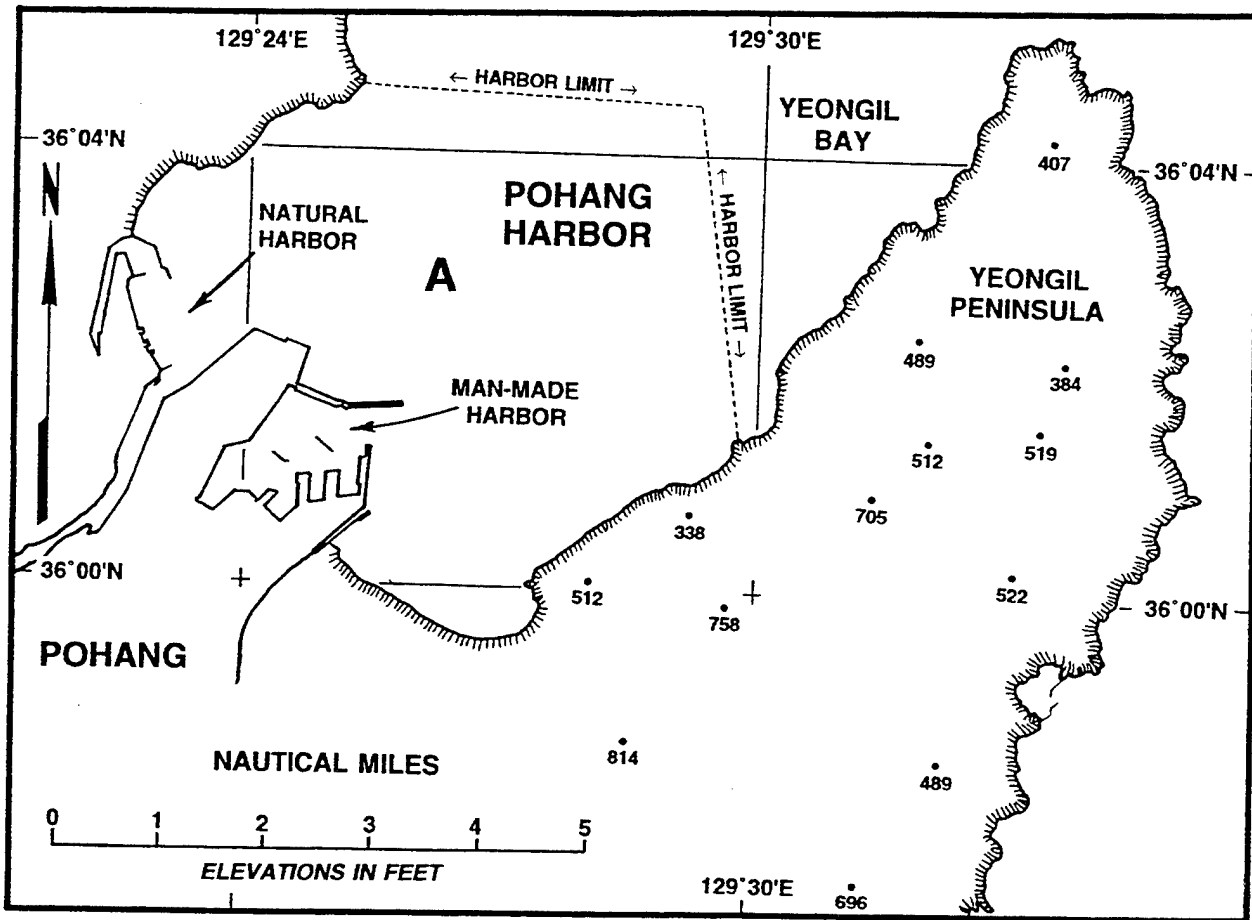 129°24'E
129°30'E
← HARBOR LIMIT →
YEONGIL
BAY
36°04'N
407
36°04'N
N
NATURAL
HARBOR
POHANG
HARBOR
← HARBOR LIMIT →
A
YEONGIL
PENINSULA
489
384
MAN-MADE
HARBOR
512
519
705
338
36°00'N
512
758
522
36°00'N
POHANG
814
489
NAUTICAL MILES
0 1 2 3 4 5
ELEVATIONS IN FEET
129°30'E
696